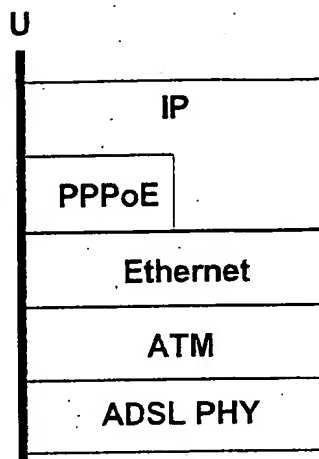 U
IP
PPPoE
Ethernet
ATM
ADSL PHY